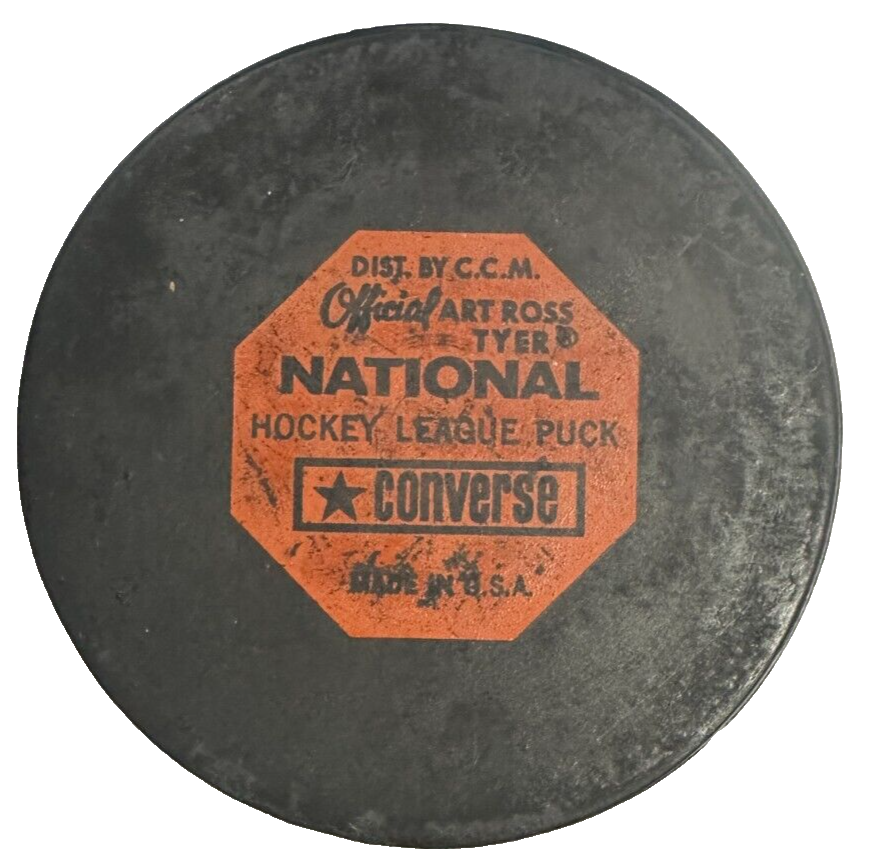 DIST. BY C.C.M.
Official ART ROSS
TYER®
NATIONAL
HOCKEY LEAGUE PUCK
★ CONVERSE
MADE IN U.S.A.